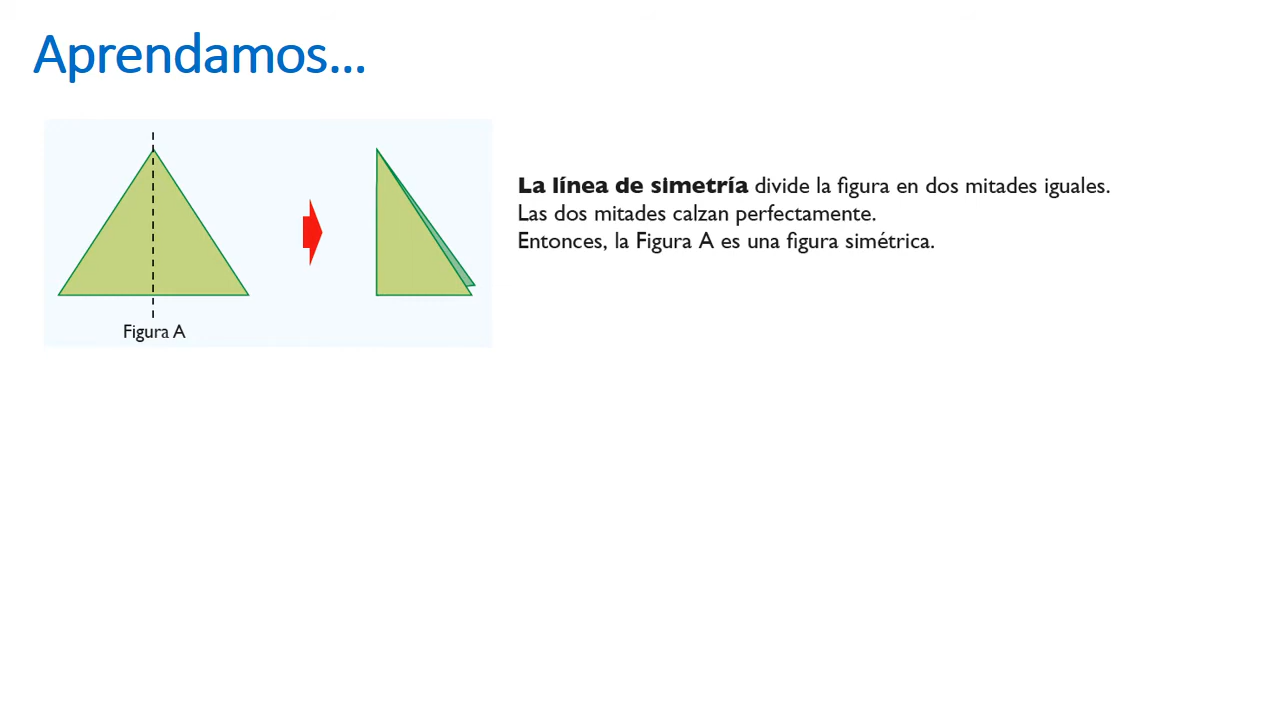 Aprendamos...
La línea de simetría divide la figura en dos mitades iguales.
Las dos mitades calzan perfectamente.
Entonces, la Figura A es una figura simétrica.
Figura A